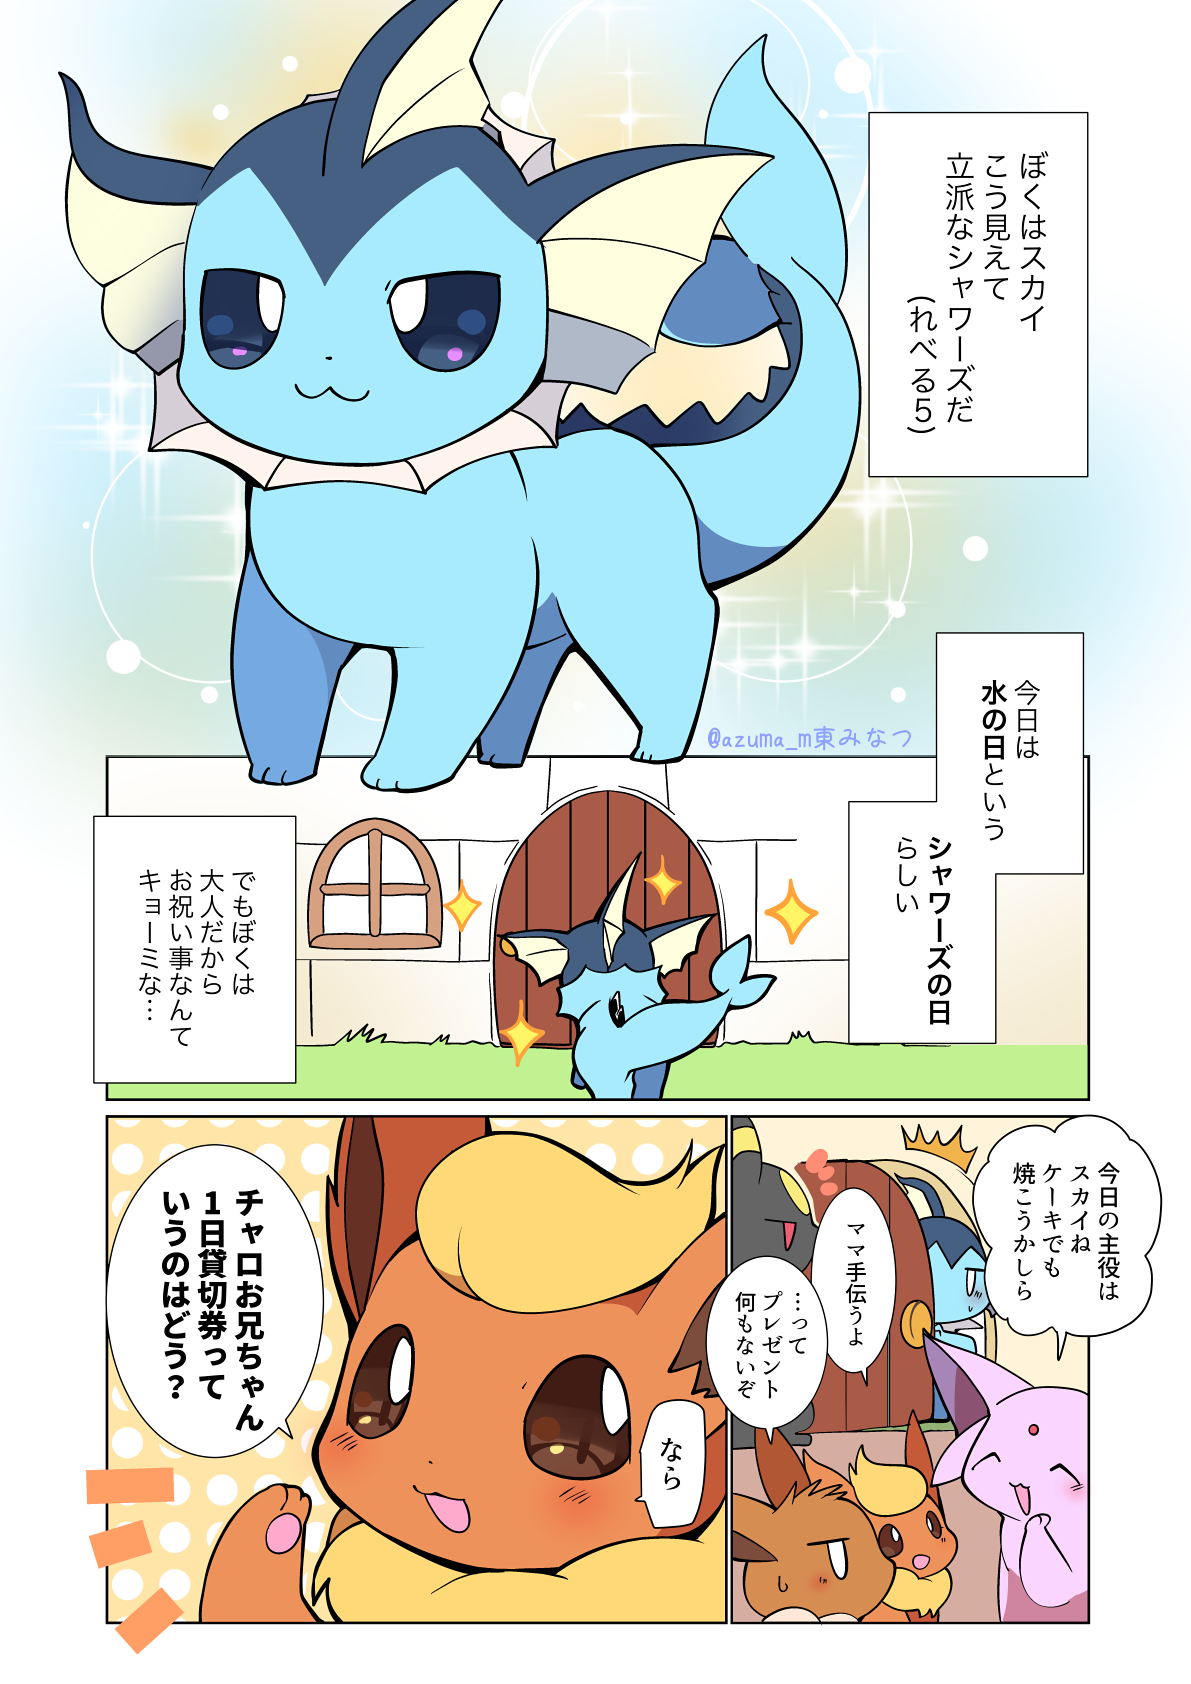 ぼくはスカイ
こう見えて
立派なシャワーズだ
(れべる5)
@azuma_m東みなつ
今日は
水の日という
シャワーズの日
らしい
でもぼくは
大人だから
お祝い事なんて
キョーミな…
今日の主役は
スカイね
ケーキでも
焼こうかしら
ママ手伝うよ
…って
プレゼント
何もないぞ
なら
チャロお兄ちゃん
1日貸切券って
いうのはどう?